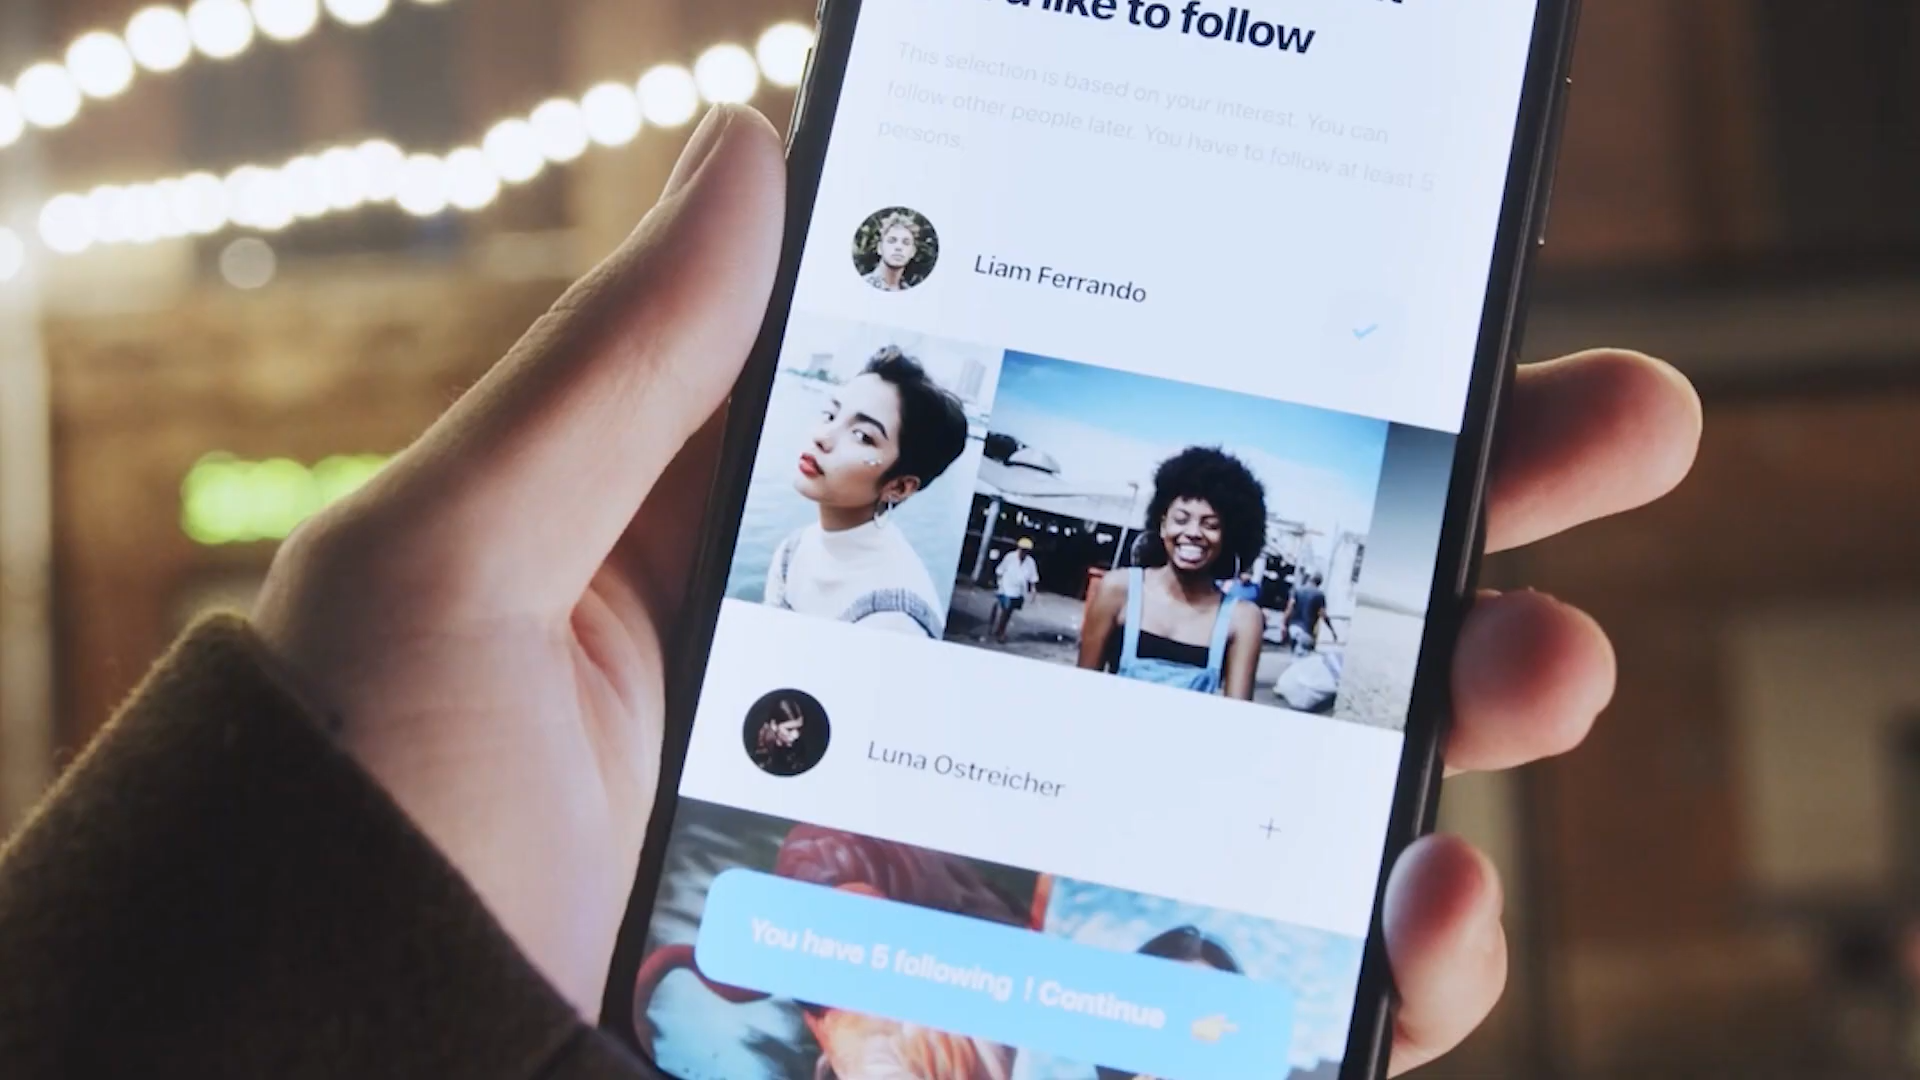 like to follow
This selection is based on your interest. You can
follow other people later. You have to follow at least 5
persons.
Liam Ferrando
Luna Ostreicher
You have 5 following ! Continue